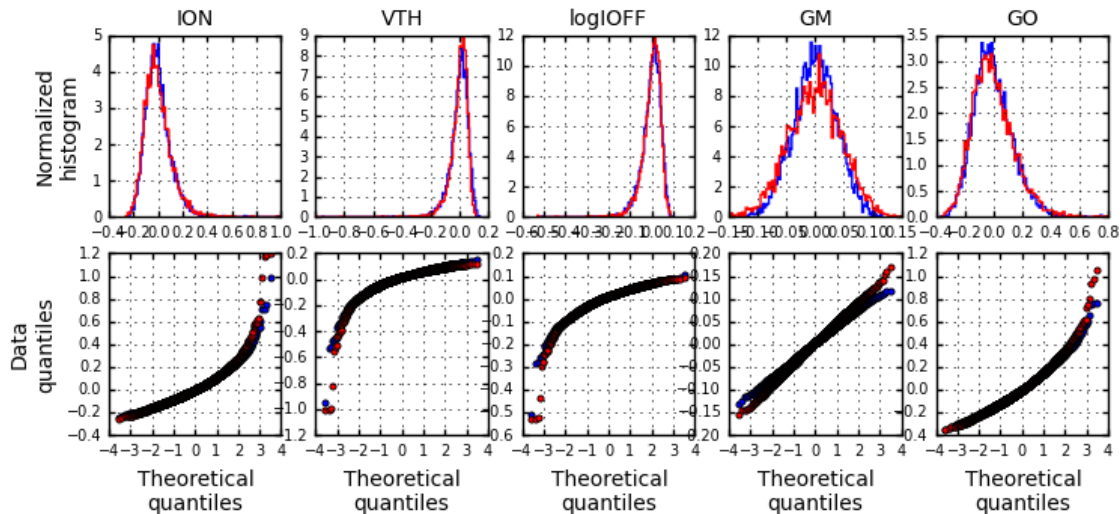 ION VTH logIOFF GM GO
Normalized
histogram
5 9 12 12 3.5
4 8 10 10 3.0
3 7 8 8 2.5
2 6 6 6 2.0
1 5 4 4 1.5
0 4 2 2 1.0
3 0 0 0.5
2 0.0
1
0
−0.4 0.2 0.0 0.2 0.4 0.6 0.8 1.0
−1.0 −0.8 −0.6 −0.4 −0.2 0.0 0.2
−0.6 −0.5 −0.4 −0.3 −0.2 −0.1 0.0 0.1 0.2
−0.15 −0.10 −0.05 0.00 0.05 0.10 0.15
−0.4 −0.2 0.0 0.2 0.4 0.6 0.8
Data
quantiles
1.2 0.2 0.2 0.20 1.2
1.0 0.0 0.1 0.15 1.0
0.8 −0.2 0.0 0.10 0.8
0.6 −0.4 0.05 0.6
0.4 −0.6 0.00 0.4
0.2 −0.8 0.2
0.0 −1.0 0.0
−0.2 1.2 0.5 0.15 −0.2
−0.4 0.6 0.20 0.4
−4 −3 −2 −1 0 1 2 3 4
−4 −3 −2 −1 0 1 2 3 4
−4 −3 −2 −1 0 1 2 3 4
−4 −3 −2 −1 0 1 2 3 4
−4 −3 −2 −1 0 1 2 3 4
Theoretical Theoretical Theoretical Theoretical Theoretical
quantiles quantiles quantiles quantiles quantiles